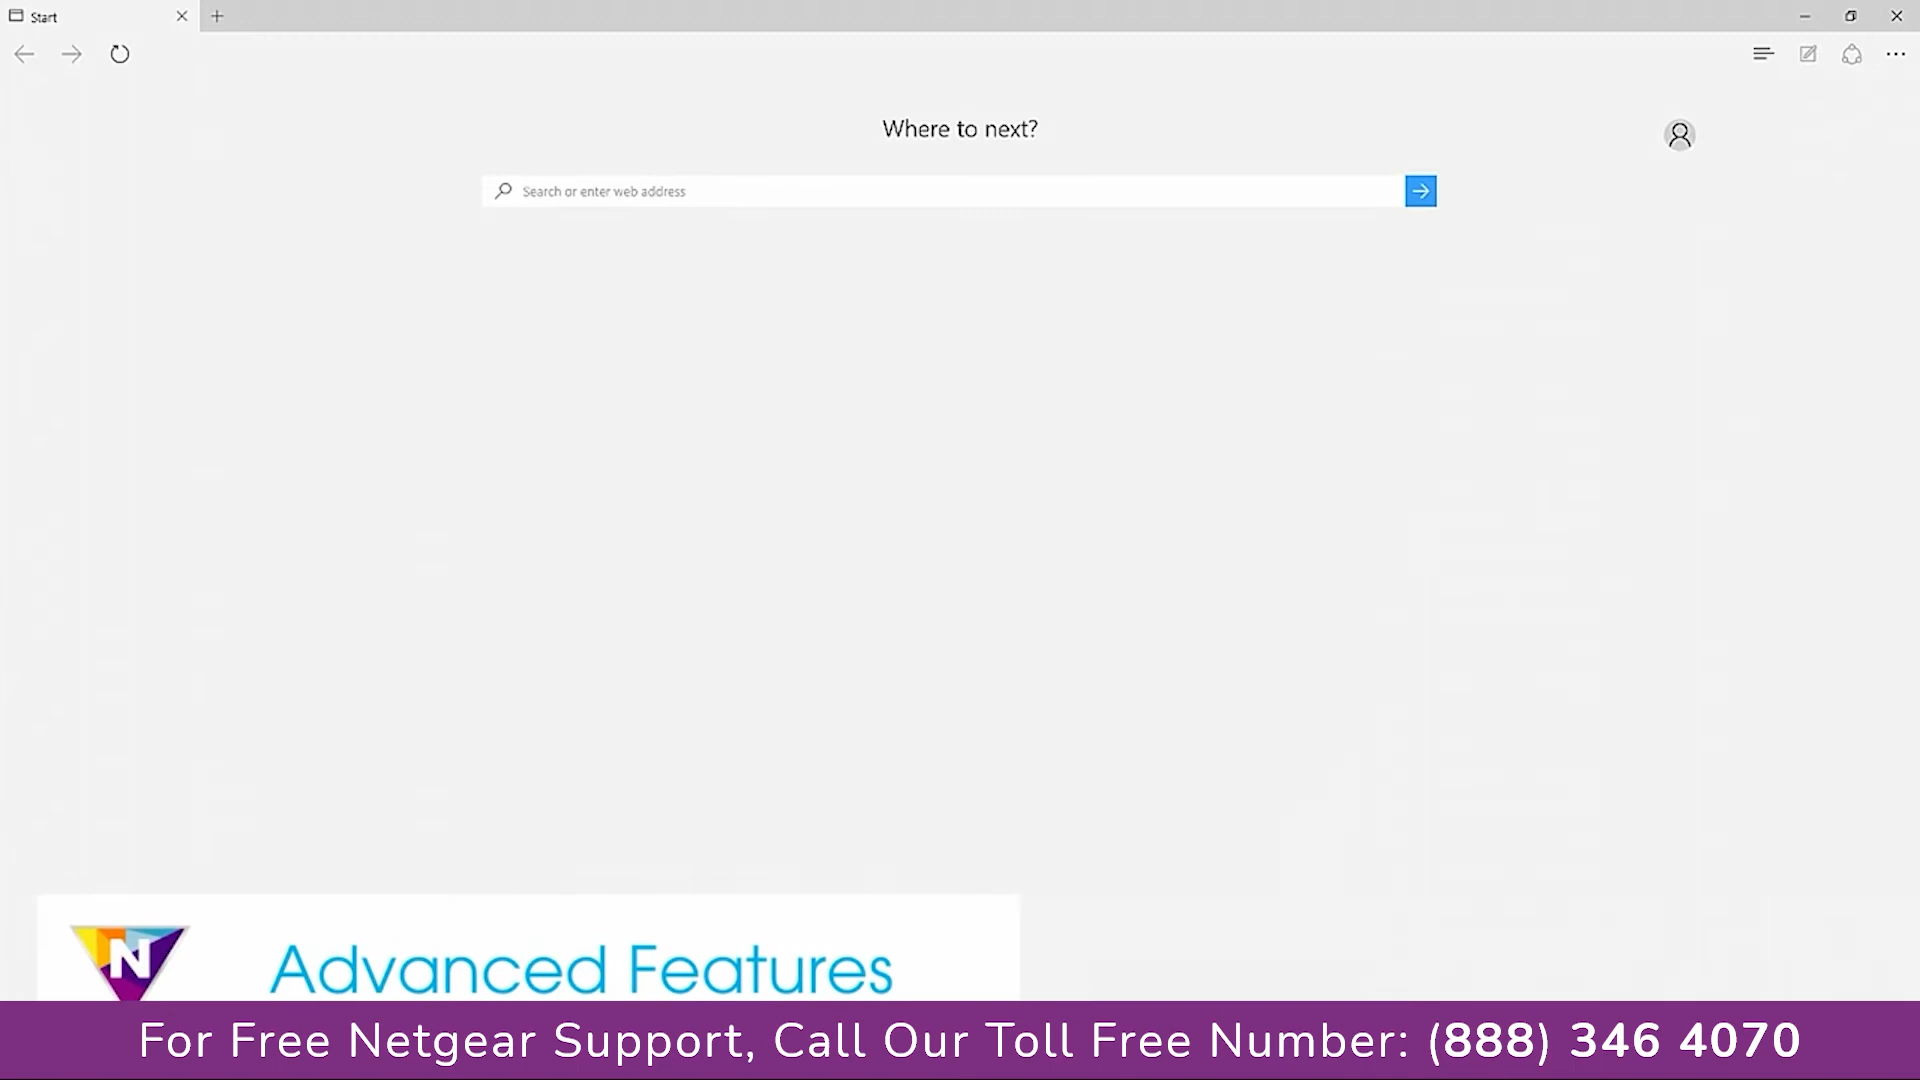 Start
Where to next?
Search or enter web address
N
Advanced Features
For Free Netgear Support, Call Our Toll Free Number: (888) 346 4070